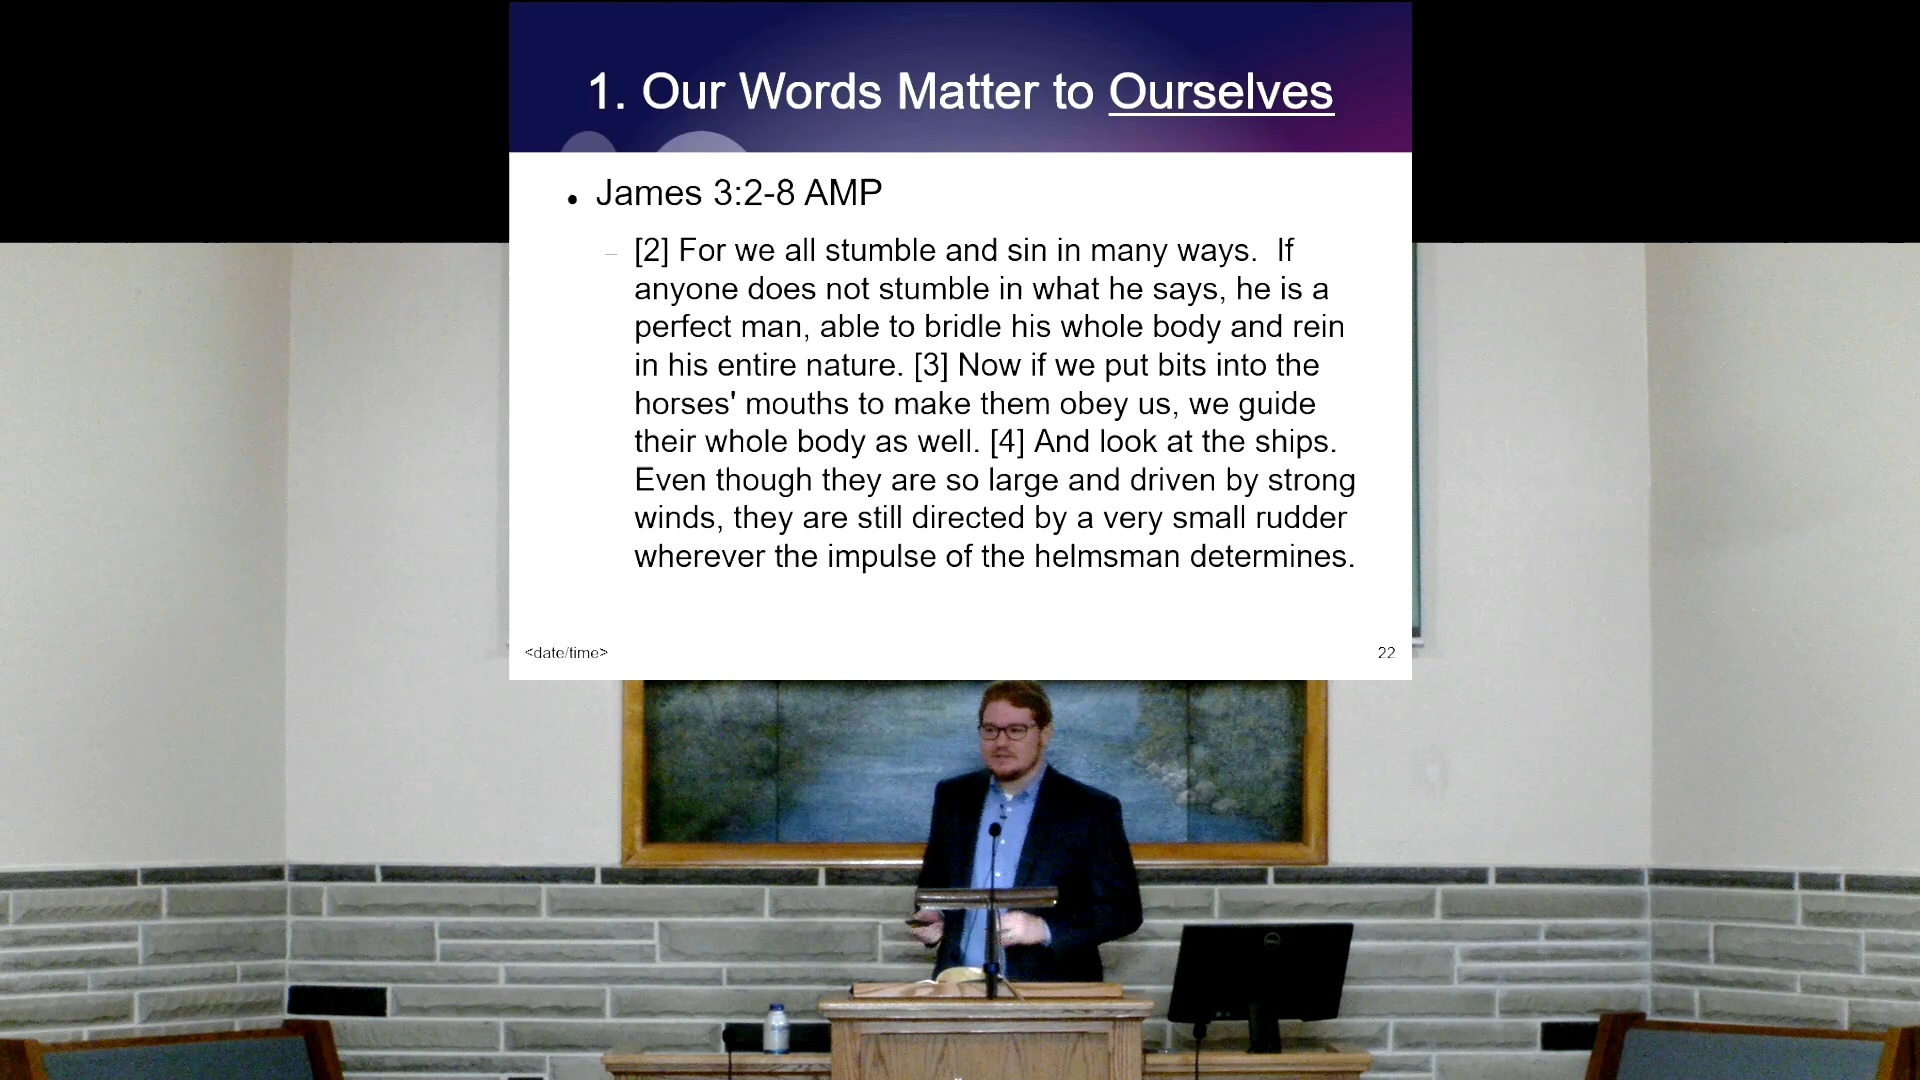 1. Our Words Matter to Ourselves
• James 3:2-8 AMP
– [2] For we all stumble and sin in many ways.  If
anyone does not stumble in what he says, he is a
perfect man, able to bridle his whole body and rein
in his entire nature. [3] Now if we put bits into the
horses' mouths to make them obey us, we guide
their whole body as well. [4] And look at the ships.
Even though they are so large and driven by strong
winds, they are still directed by a very small rudder
wherever the impulse of the helmsman determines.
<date/time>
22
DELL